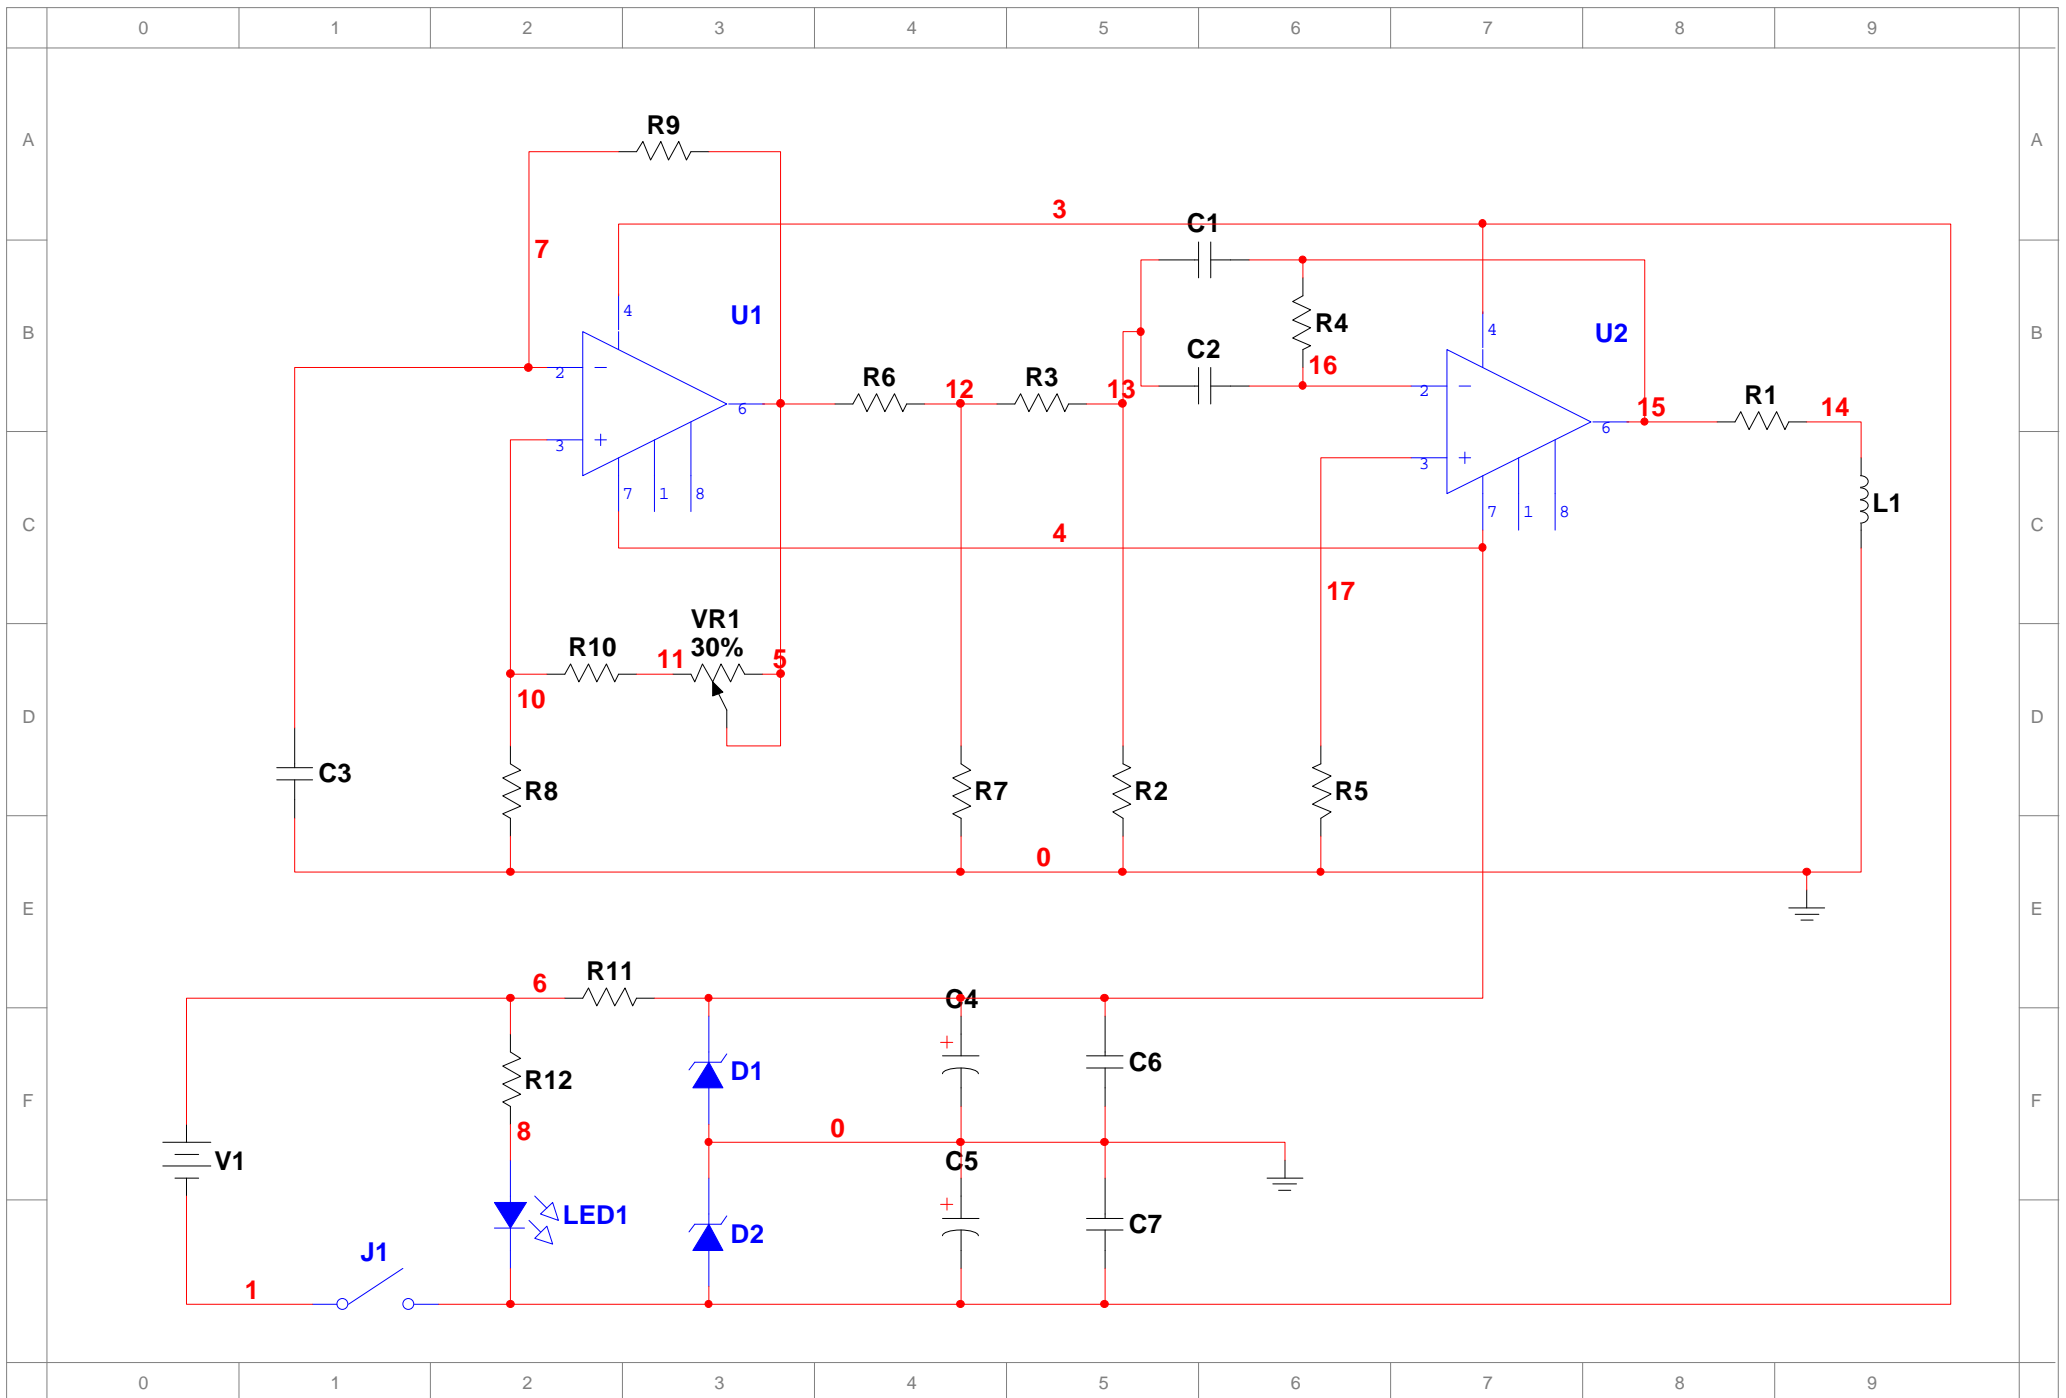 0 1 2 3 4 5 6 7 8 9
A R9 A
3
C1
7
4 U1 R4 4 U2
B B
C2 16
2 R6 12 R3 13 2 R1
6 15 14
3 6
3
7 1 8 7 1 8 L1
C 4 C
17
VR1
R10 11 30% 5
10
D D
C3 R8 R7 R2 R5
0
E E
6 R11
C4
+ C6
R12 D1
F F
8 0
V1 C5
+
LED1 D2 C7
J1
1
0 1 2 3 4 5 6 7 8 9